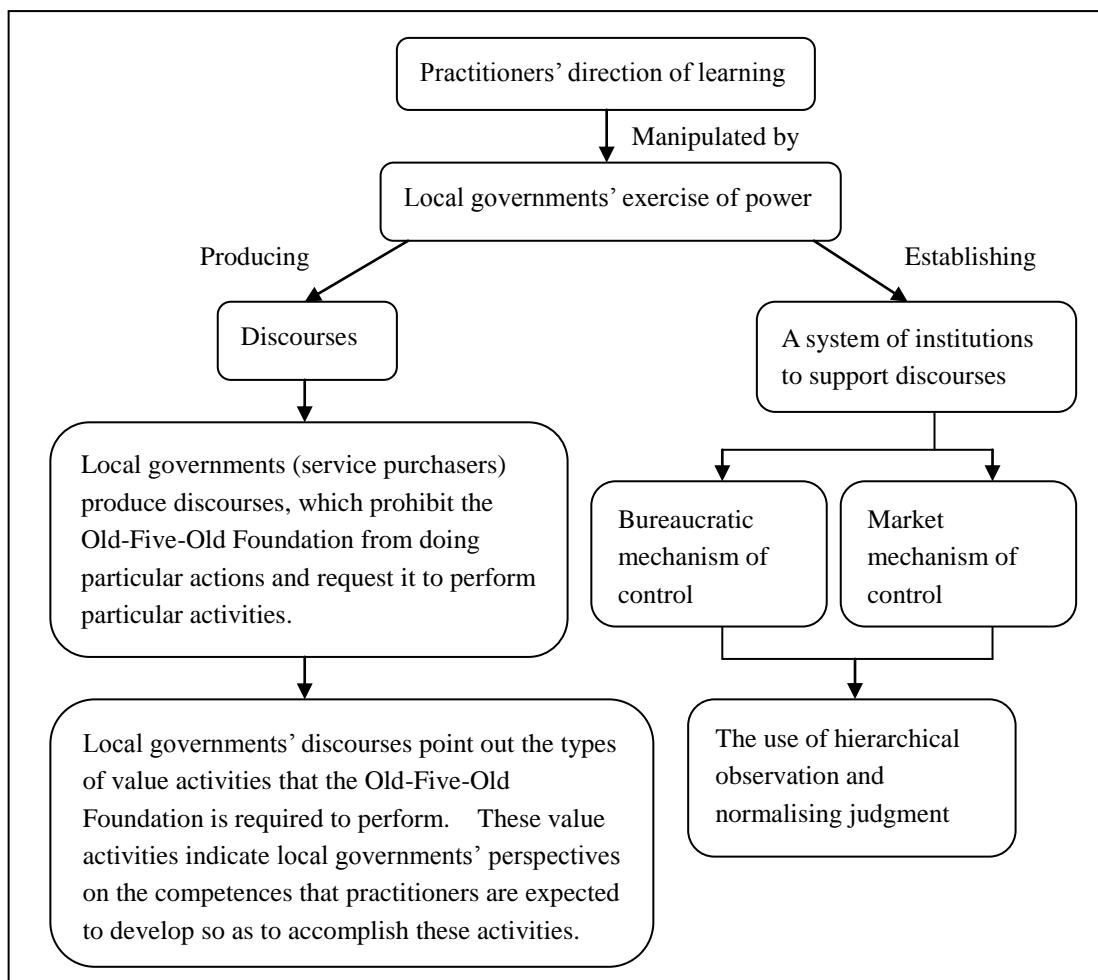 Practitioners’ direction of learning
Manipulated by
Local governments’ exercise of power
Producing
Establishing
Discourses
A system of institutions
to support discourses
Local governments (service purchasers)
produce discourses, which prohibit the
Old-Five-Old Foundation from doing
particular actions and request it to perform
particular activities.
Bureaucratic
mechanism of
control
Market
mechanism of
control
Local governments’ discourses point out the types
of value activities that the Old-Five-Old
Foundation is required to perform. These value
activities indicate local governments’ perspectives
on the competences that practitioners are expected
to develop so as to accomplish these activities.
The use of hierarchical
observation and
normalising judgment